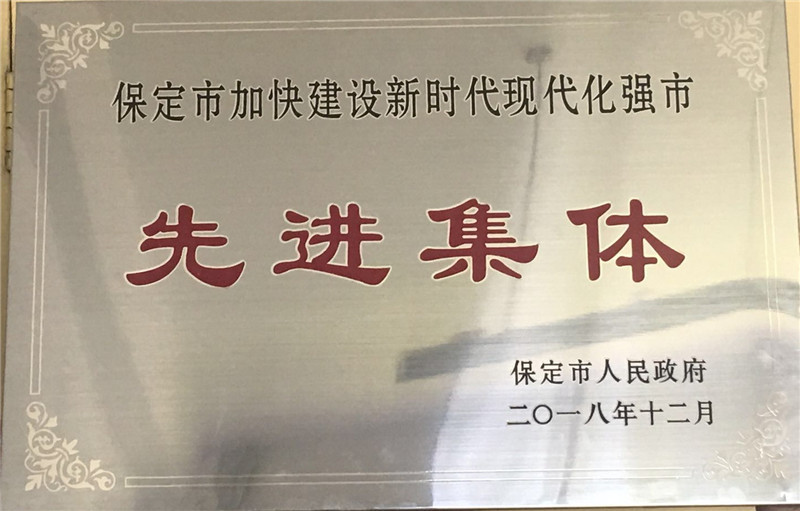 保定市加快建设新时代现代化强市
先进集体
保定市人民政府
二〇一八年十二月